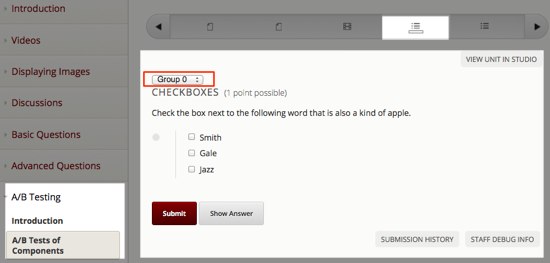 Introduction
Videos
Displaying Images
Discussions
Basic Questions
Advanced Questions
A/B Testing
Introduction
A/B Tests of
Components
VIEW UNIT IN STUDIO
Group 0
CHECKBOXES (1 point possible)
Check the box next to the following word that is also a kind of apple.
Smith
Gale
Jazz
Submit
Show Answer
SUBMISSION HISTORY
STAFF DEBUG INFO